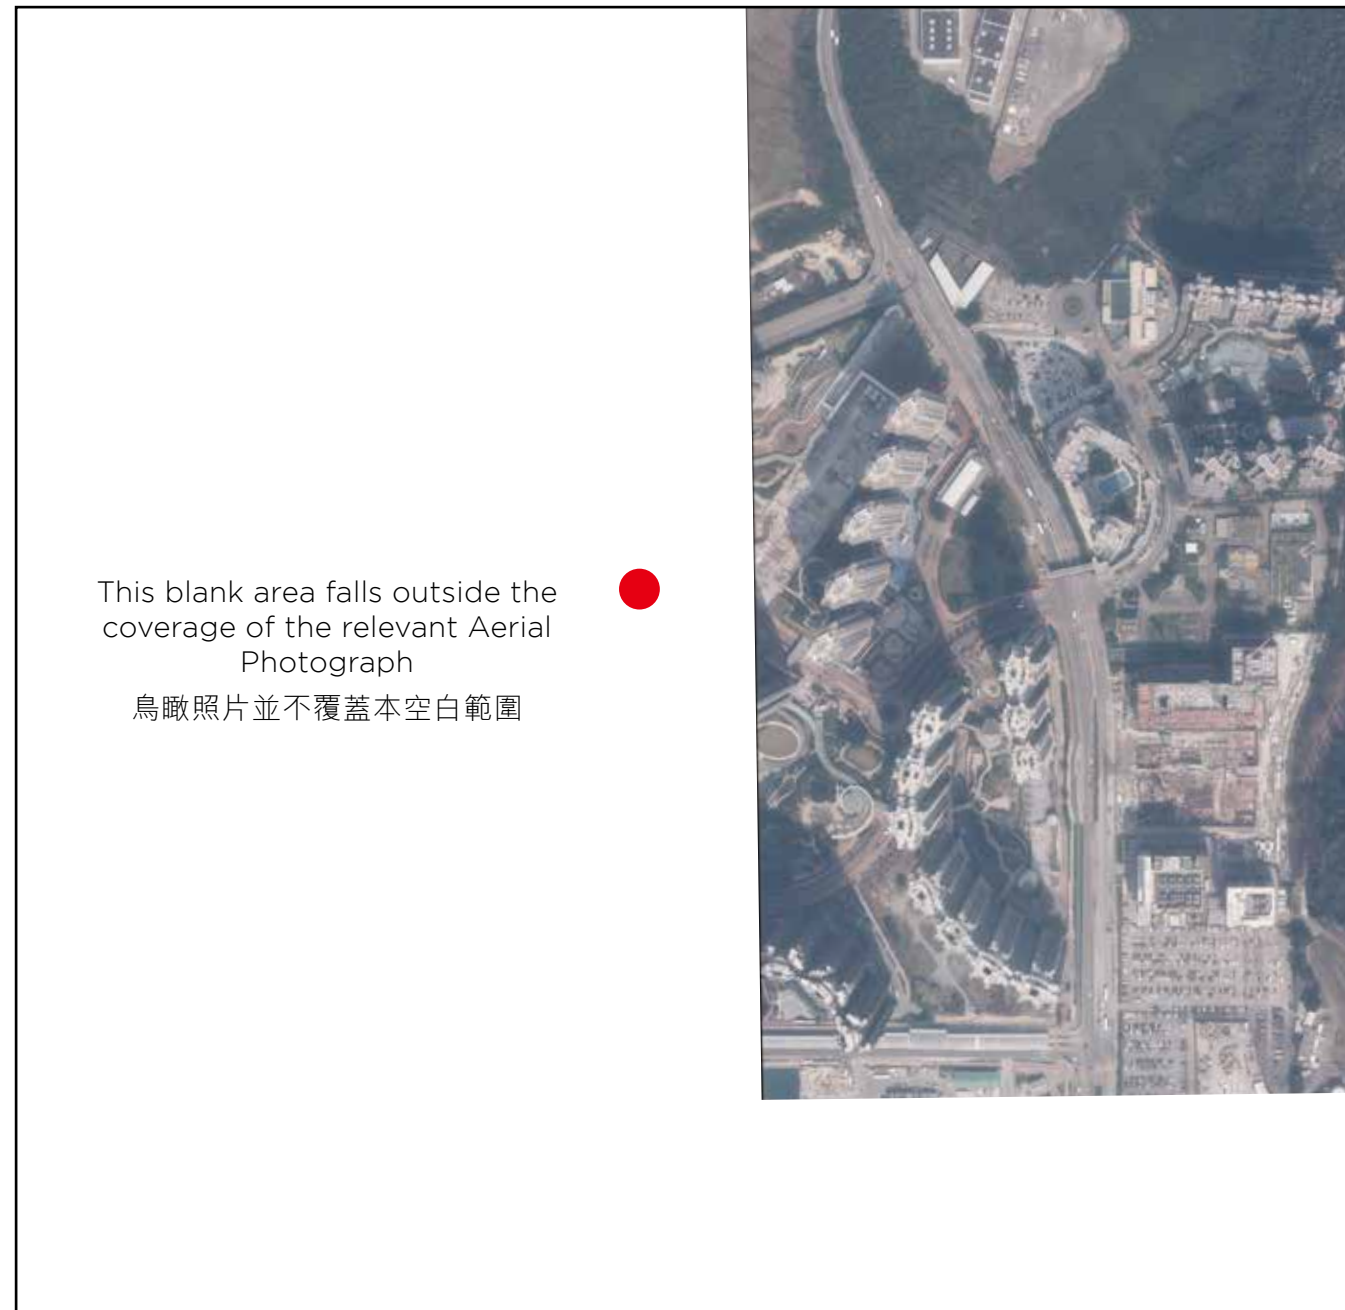 This blank area falls outside the
coverage of the relevant Aerial
Photograph
鳥瞰照片並不覆蓋本空白範圍